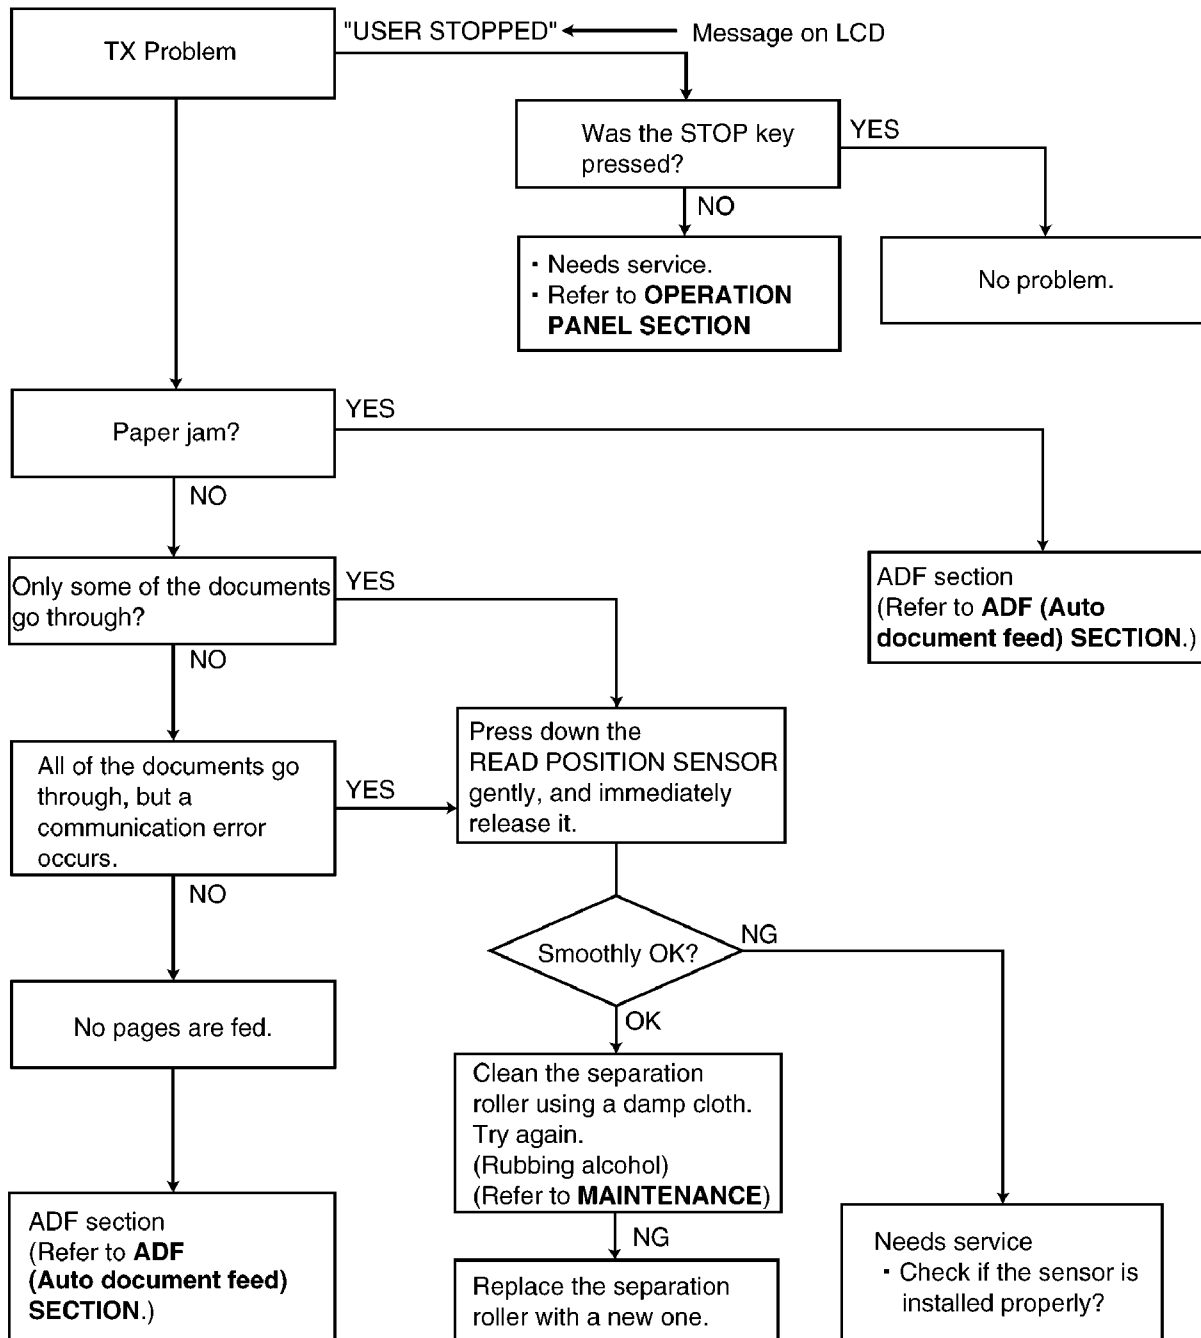 TX Problem
"USER STOPPED"
Message on LCD
Was the STOP key
pressed?
YES
NO
· Needs service.
· Refer to OPERATION
PANEL SECTION
No problem.
Paper jam?
YES
NO
Only some of the documents
go through?
YES
NO
ADF section
(Refer to ADF (Auto
document feed) SECTION.)
All of the documents go
through, but a
communication error
occurs.
YES
NO
Press down the
READ POSITION SENSOR
gently, and immediately
release it.
Smoothly OK?
NG
OK
No pages are fed.
Clean the separation
roller using a damp cloth.
Try again.
(Rubbing alcohol)
(Refer to MAINTENANCE)
NG
ADF section
(Refer to ADF
(Auto document feed)
SECTION.)
Replace the separation
roller with a new one.
Needs service
· Check if the sensor is
installed properly?